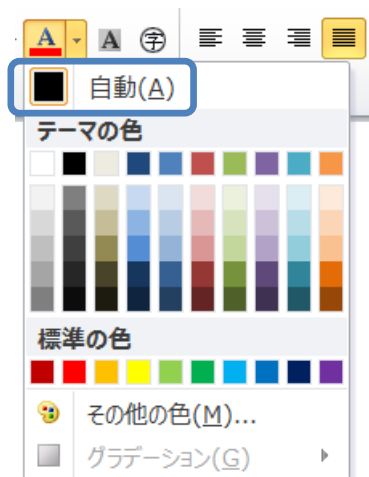 A A 字
自動(A)
テーマの色
標準の色
その他の色(M)...
グラデーション(G)